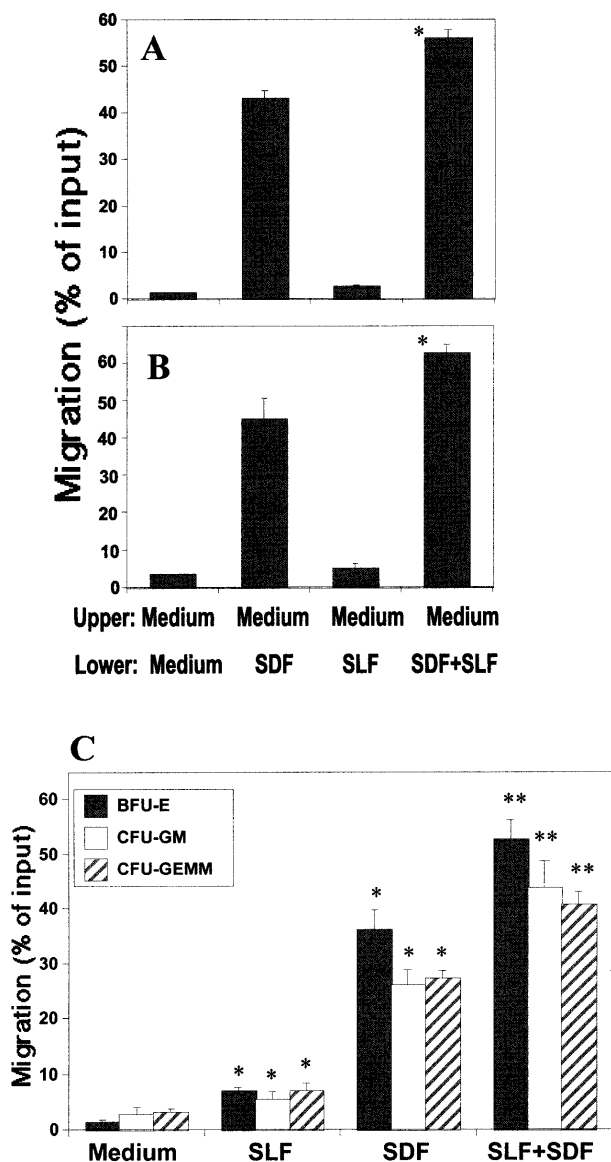 A
Migration (% of input)
60
50
40
30
20
10
0
*
B
60
50
40
30
20
10
0
*
Upper: Medium Medium Medium Medium
Lower: Medium SDF SLF SDF+SLF
C
Migration (% of input)
60
50
40
30
20
10
0
BFU-E
CFU-GM
CFU-GEMM
* * *
* * *
** ** **
Medium SLF SDF SLF+SDF